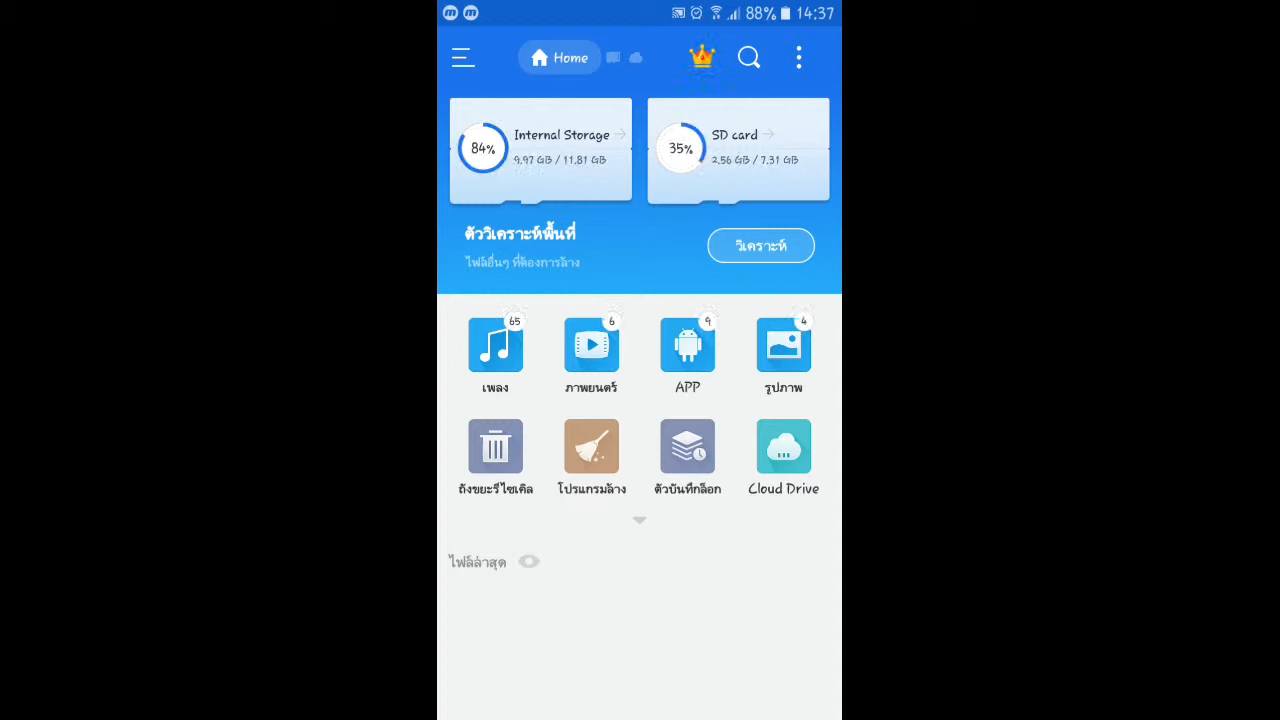 88% 14:37
Home
Internal Storage
84%
9.97 GB / 11.81 GB
SD card
35%
2.56 GB / 7.31 GB
ตัววิเคราะห์พื้นที่
ไฟล์อื่นๆ ที่ต้องการล้าง
วิเคราะห์
65 6 9 4
เพลง ภาพยนตร์ APP รูปภาพ
ถังขยะรีไซเคิล โปรแกรมล้าง ตัวบันทึกล็อก Cloud Drive
ไฟล์ล่าสุด